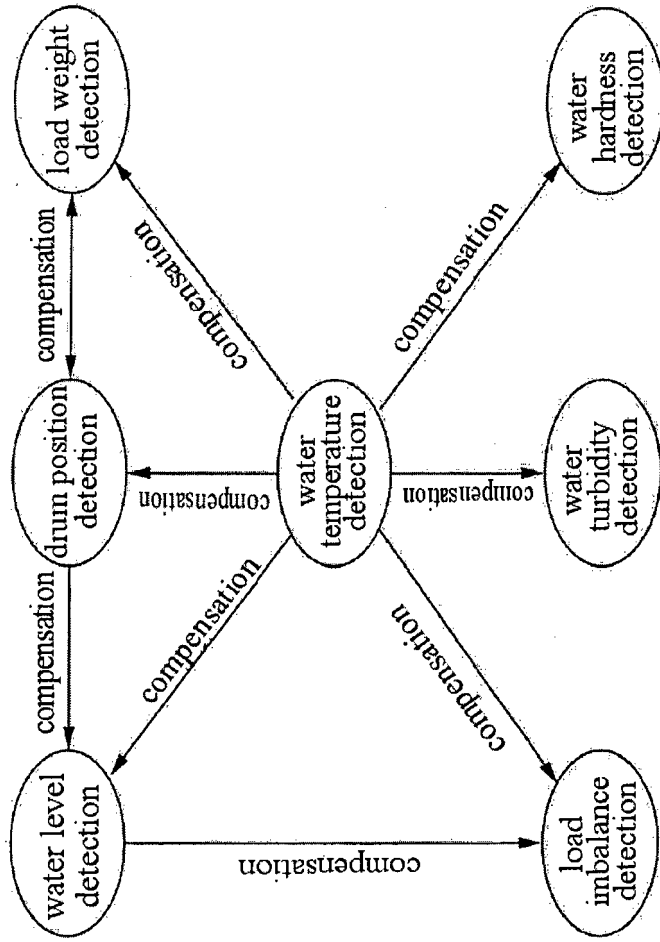 water level
detection
compensation
drum position
detection
compensation
load weight
detection
compensation
compensation
compensation
compensation
water
temperature
detection
compensation
compensation
compensation
load
imbalance
detection
water
turbidity
detection
water
hardness
detection